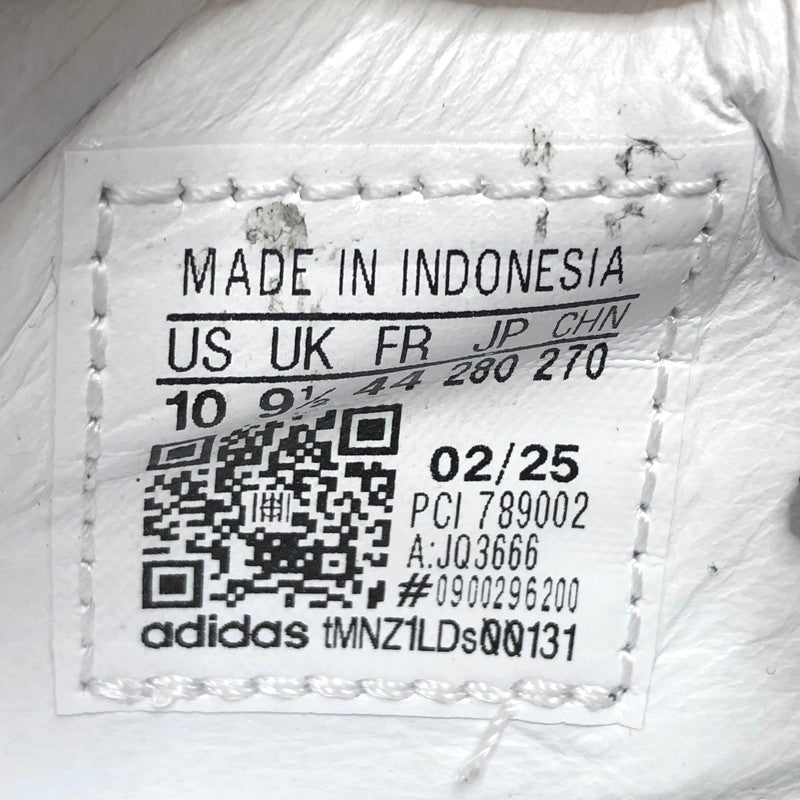 MADE IN INDONESIA
US UK FR JP CHN
10 9½ 44 280 270
02/25
PCI 789002
A:JQ3666
#0900296200
adidas tMNZ1LDs00131